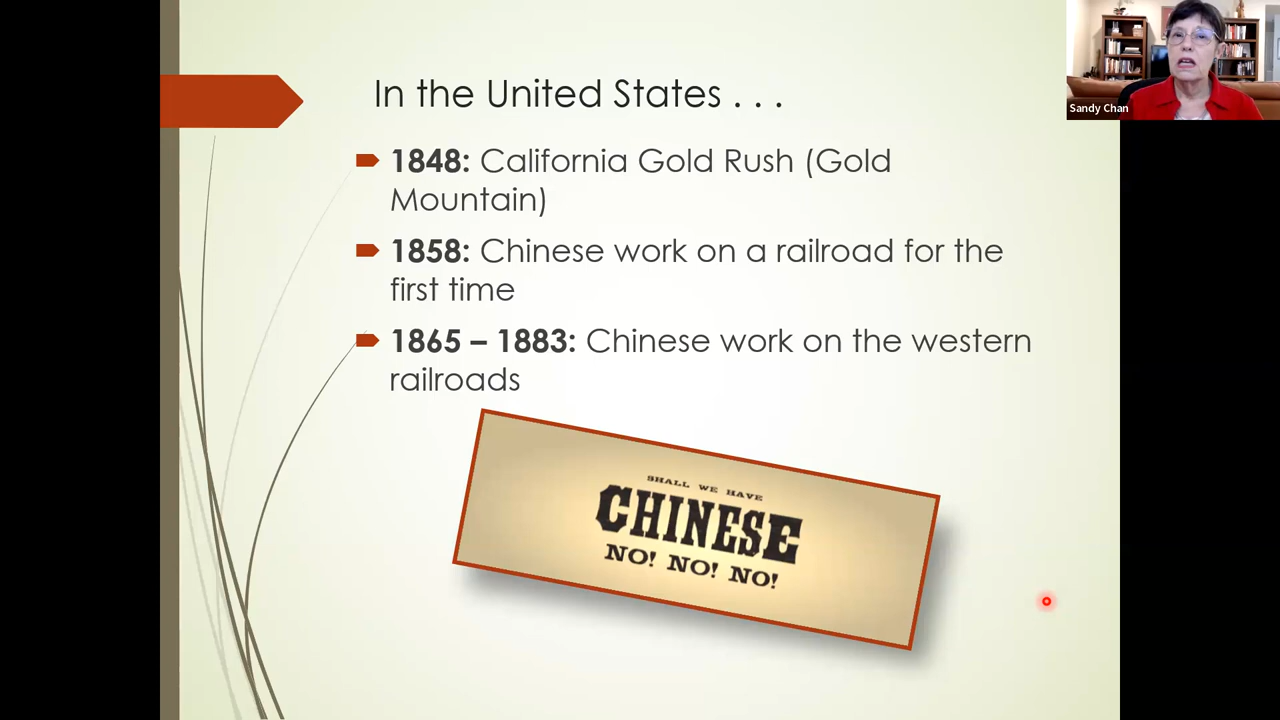 In the United States . . .
1848: California Gold Rush (Gold
Mountain)
1858: Chinese work on a railroad for the
first time
1865 – 1883: Chinese work on the western
railroads
SHALL WE HAVE
CHINESE
NO! NO! NO!
Sandy Chan